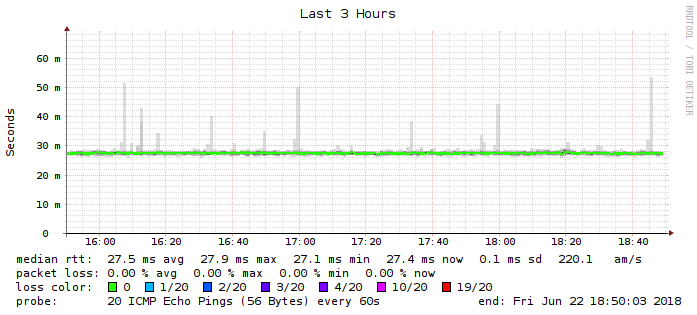 Last 3 Hours
RRDTOOL / TOBI OETIKER
Seconds
60 m
50 m
40 m
30 m
20 m
10 m
0
16:00 16:20 16:40 17:00 17:20 17:40 18:00 18:20 18:40
median rtt: 27.5 ms avg 27.9 ms max 27.1 ms min 27.4 ms now 0.1 ms sd 220.1 am/s
packet loss: 0.00 % avg 0.00 % max 0.00 % min 0.00 % now
loss color: 0 1/20 2/20 3/20 4/20 10/20 19/20
probe: 20 ICMP Echo Pings (56 Bytes) every 60s end: Fri Jun 22 18:50:03 2018